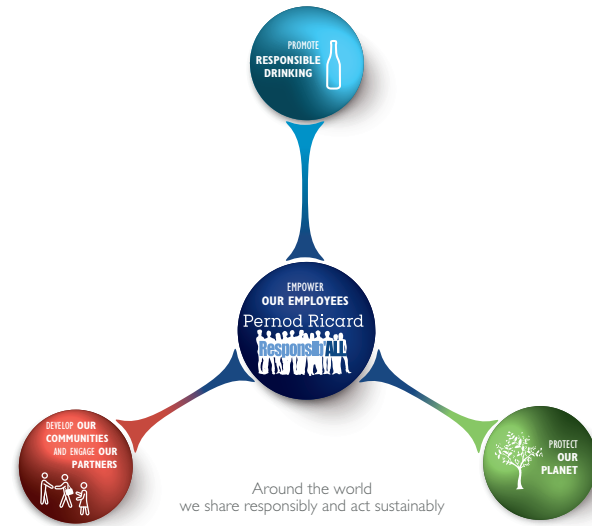 PROMOTE
RESPONSIBLE
DRINKING
EMPOWER
OUR EMPLOYEES
Pernod Ricard
Responsib'ALL
DEVELOP OUR
COMMUNITIES
AND ENGAGE OUR
PARTNERS
PROTECT
OUR
PLANET
Around the world
we share responsibly and act sustainably